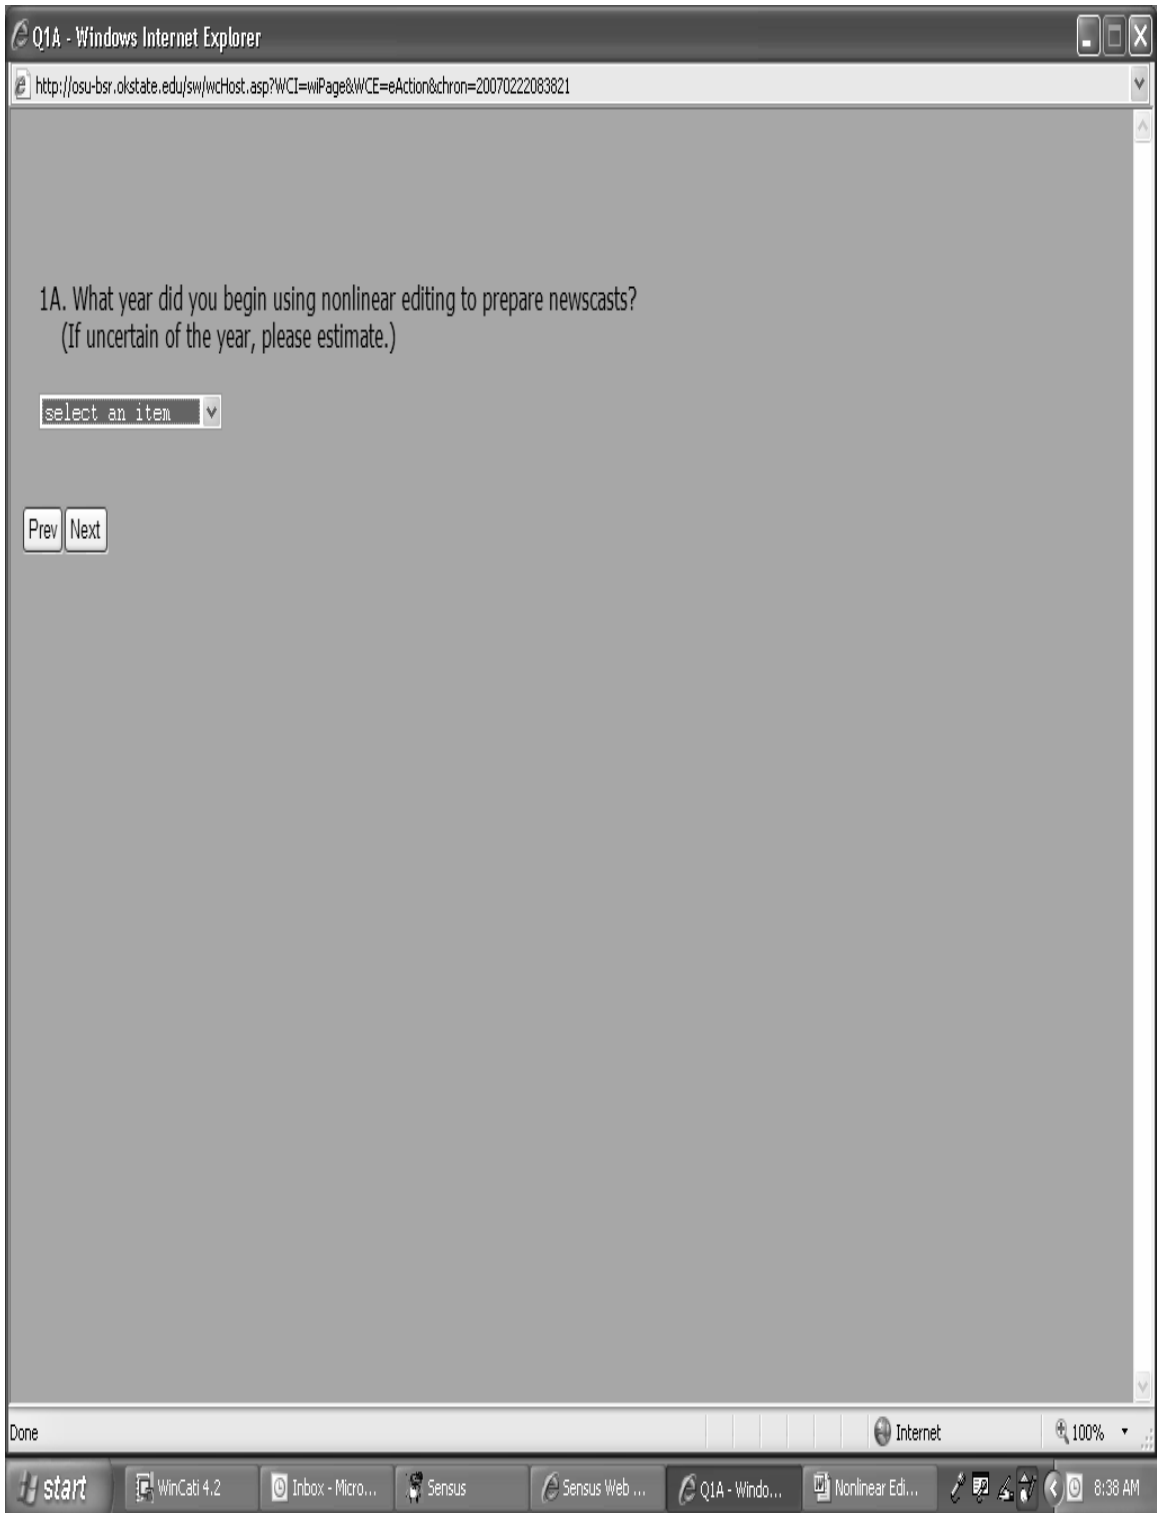 Q1A - Windows Internet Explorer
http://osu-bsr.okstate.edu/sw/wcHost.asp?WCI=wiPage&WCE=eAction&chron=20070222083821
1A. What year did you begin using nonlinear editing to prepare newscasts?
(If uncertain of the year, please estimate.)
select an item
Prev Next
Done Internet 100%
start WinCati 4.2 Inbox - Micro... Sensus Sensus Web ... Q1A - Windo... Nonlinear Edi... 8:38 AM